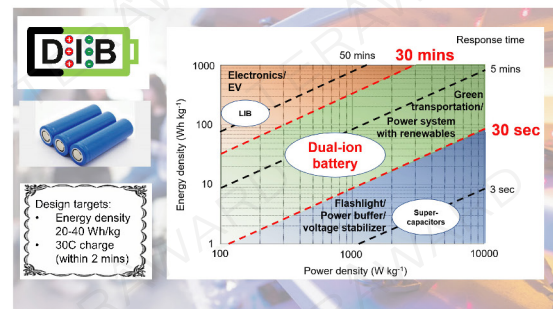 DIB
Design targets:
• Energy density
20-40 Wh/kg
• 30C charge
(within 2 mins)
Response time
50 mins
30 mins
5 mins
30 sec
3 sec
Electronics/
EV
LIB
Green
transportation/
Power system
with renewables
Dual-ion
battery
Flashlight/
Power buffer/
voltage stabilizer
Super-
capacitors
Energy density (Wh kg⁻¹)
1000
100
10
1
100
1000
10000
Power density (W kg⁻¹)